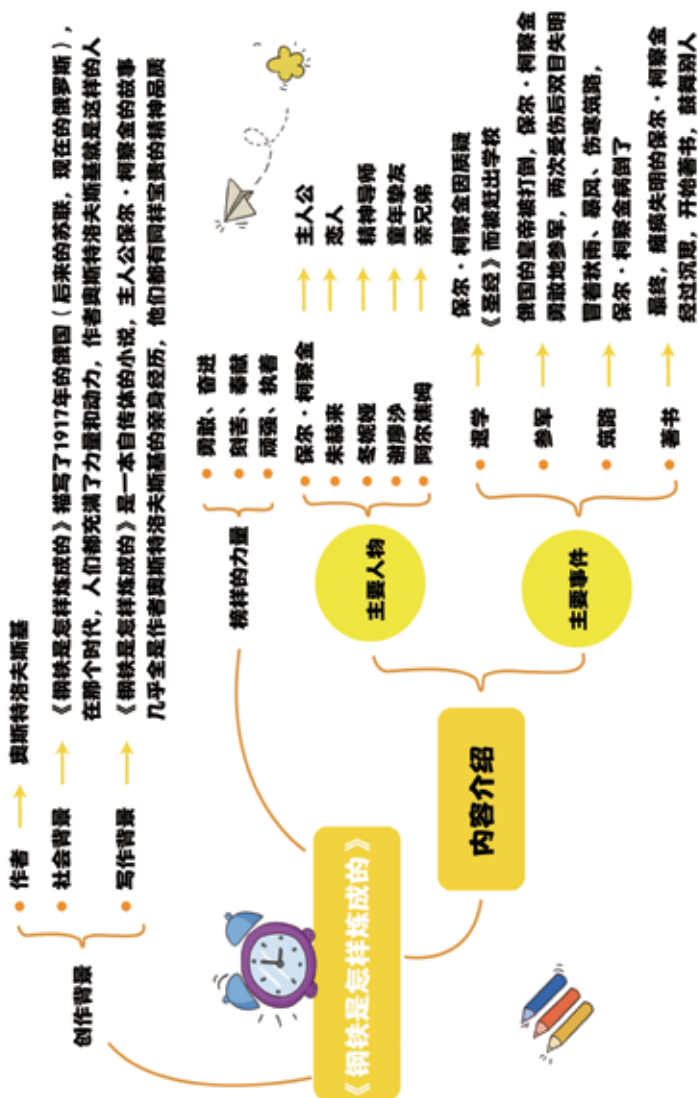 《钢铁是怎样炼成的》
创作背景
作者
奥斯特洛夫斯基
社会背景
《钢铁是怎样炼成的》描写了1917年的俄国（后来的苏联，现在的俄罗斯），
在那个时代，人们都充满了力量和动力，作者奥斯特洛夫斯基就是这样的人
写作背景
《钢铁是怎样炼成的》是一本自传体的小说，主人公保尔·柯察金的故事
几乎全是作者奥斯特洛夫斯基的亲身经历，他们都有同样宝贵的精神品质
榜样的力量
勇敢、奋进
刻苦、奉献
顽强、执着
内容介绍
主要人物
保尔·柯察金
主人公
朱赫来
恋人
冬妮娅
精神导师
谢廖沙
童年挚友
阿尔焦姆
亲兄弟
主要事件
退学
保尔·柯察金因质疑
《圣经》而被赶出学校
参军
俄国的皇帝被打倒，保尔·柯察金
勇敢地参军，两次受伤后双目失明
筑路
冒着秋雨、暴风、伤寒筑路，
保尔·柯察金病倒了
著书
最终，瘫痪失明的保尔·柯察金
经过沉思，开始著书，鼓舞别人